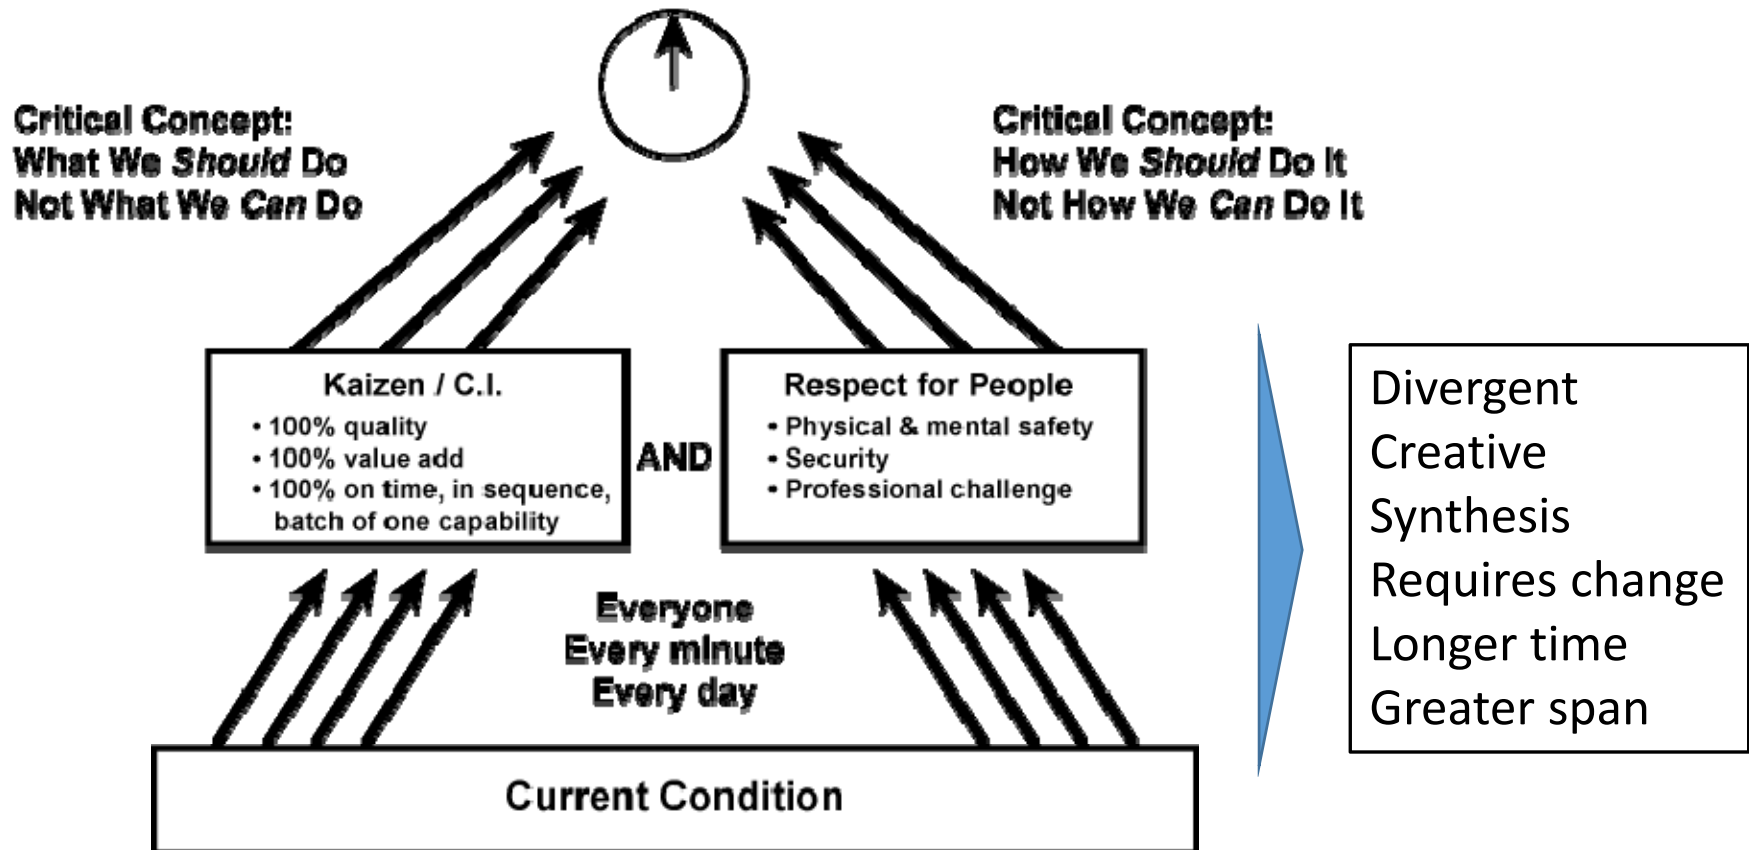 Critical Concept:
What We Should Do
Not What We Can Do
Critical Concept:
How We Should Do It
Not How We Can Do It
Kaizen / C.I.
• 100% quality
• 100% value add
• 100% on time, in sequence,
batch of one capability
AND
Respect for People
• Physical & mental safety
• Security
• Professional challenge
Everyone
Every minute
Every day
Current Condition
Divergent
Creative
Synthesis
Requires change
Longer time
Greater span